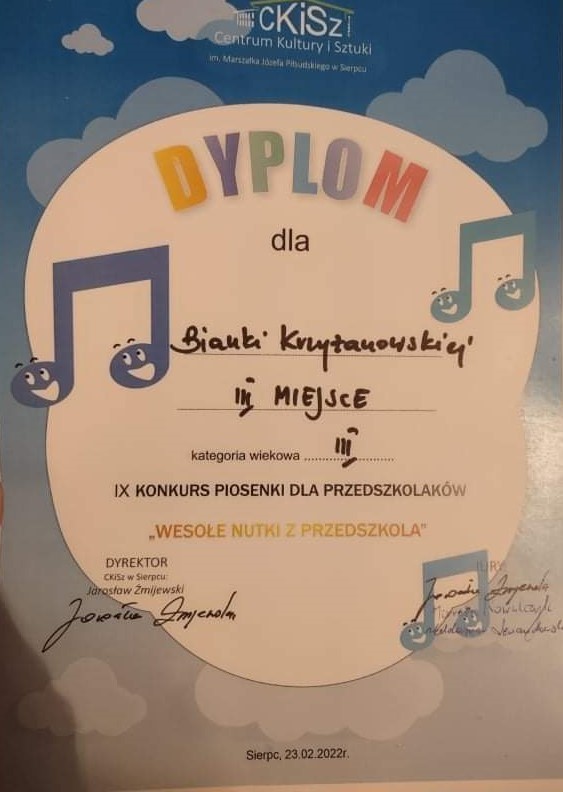 CKiSz
Centrum Kultury i Sztuki
im. Marszałka Józefa Piłsudskiego w Sierpcu
DYPLOM
dla
Bianki Krzyżanowskiej
III MIEJSCE
kategoria wiekowa ......III......
IX KONKURS PIOSENKI DLA PRZEDSZKOLAKÓW
„WESOŁE NUTKI Z PRZEDSZKOLA"
DYREKTOR
CKiSz w Sierpcu:
Jarosław Żmijewski
JURY
Sierpc, 23.02.2022r.